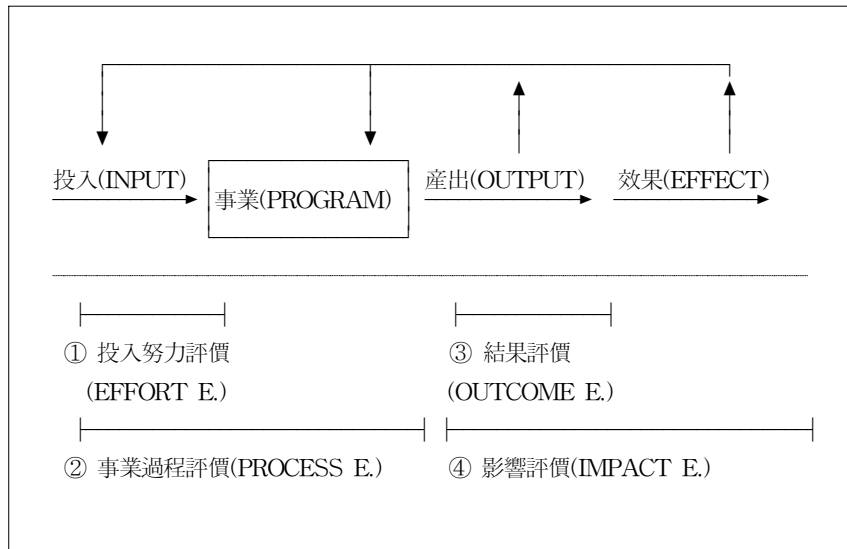 投入(INPUT)
事業(PROGRAM)
産出(OUTPUT)
效果(EFFECT)
① 投入努力評價
(EFFORT E.)
③ 結果評價
(OUTCOME E.)
② 事業過程評價(PROCESS E.)
④ 影響評價(IMPACT E.)